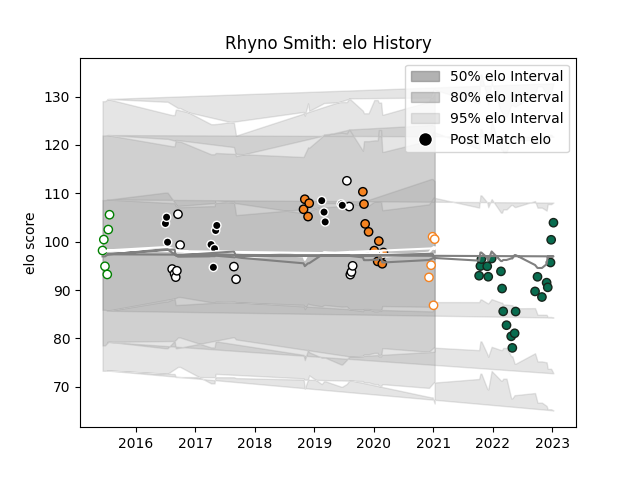 Rhyno Smith: elo History
50% elo Interval
80% elo Interval
95% elo Interval
Post Match elo
elo score
130
120
110
100
90
80
70
2016 2017 2018 2019 2020 2021 2022 2023